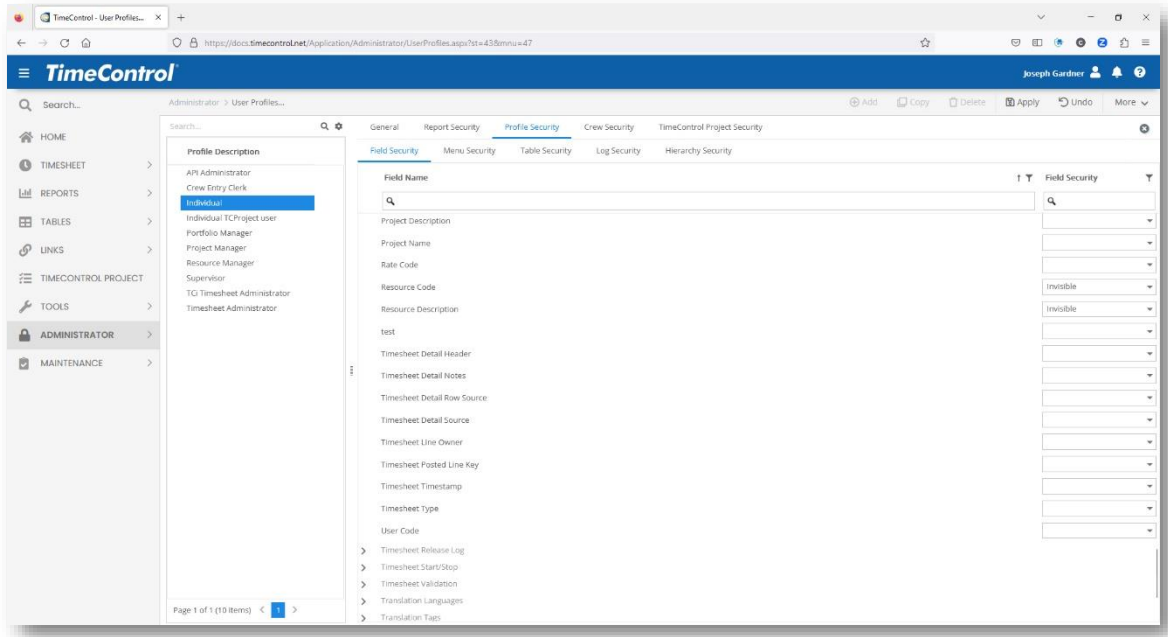 TimeControl - User Profiles...
https://docs.timecontrol.net/Application/Administrator/UserProfiles.aspx?st=43&mnu=47
TimeControl
Joseph Gardner
Search...
Administrator > User Profiles...
Add Copy Delete Apply Undo More
HOME
TIMESHEET
REPORTS
TABLES
LINKS
TIMECONTROL PROJECT
TOOLS
ADMINISTRATOR
MAINTENANCE
Search...
Profile Description
API Administrator
Crew Entry Clerk
Individual
Individual TCProject user
Portfolio Manager
Project Manager
Resource Manager
Supervisor
TCi Timesheet Administrator
Timesheet Administrator
Page 1 of 1 (10 items) < 1 >
General Report Security Profile Security Crew Security TimeControl Project Security
Field Security Menu Security Table Security Log Security Hierarchy Security
Field Name Field Security
Project Description
Project Name
Rate Code
Resource Code Invisible
Resource Description Invisible
test
Timesheet Detail Header
Timesheet Detail Notes
Timesheet Detail Row Source
Timesheet Detail Source
Timesheet Line Owner
Timesheet Posted Line Key
Timesheet Timestamp
Timesheet Type
User Code
Timesheet Release Log
Timesheet Start/Stop
Timesheet Validation
Translation Languages
Translation Tags